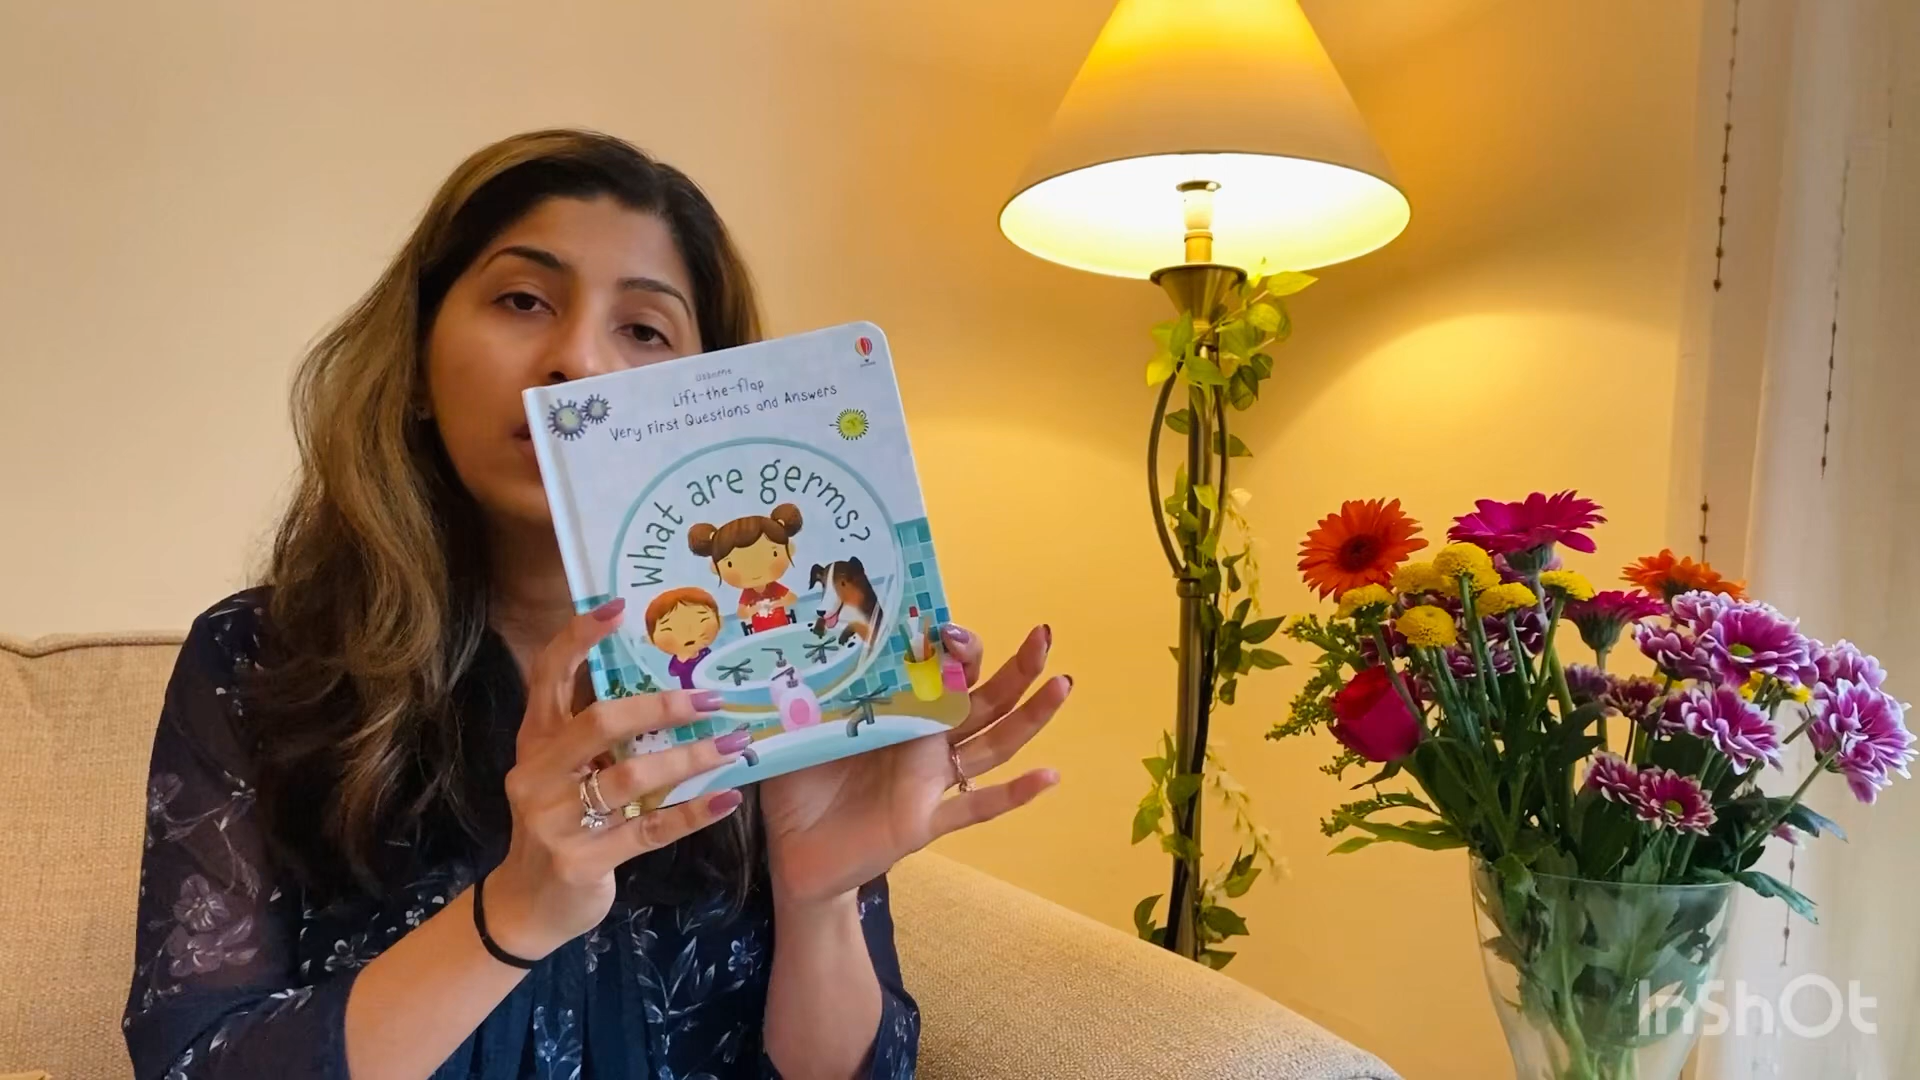 Usborne
Lift-the-flap
Very First Questions and Answers
What are germs?
InShOt